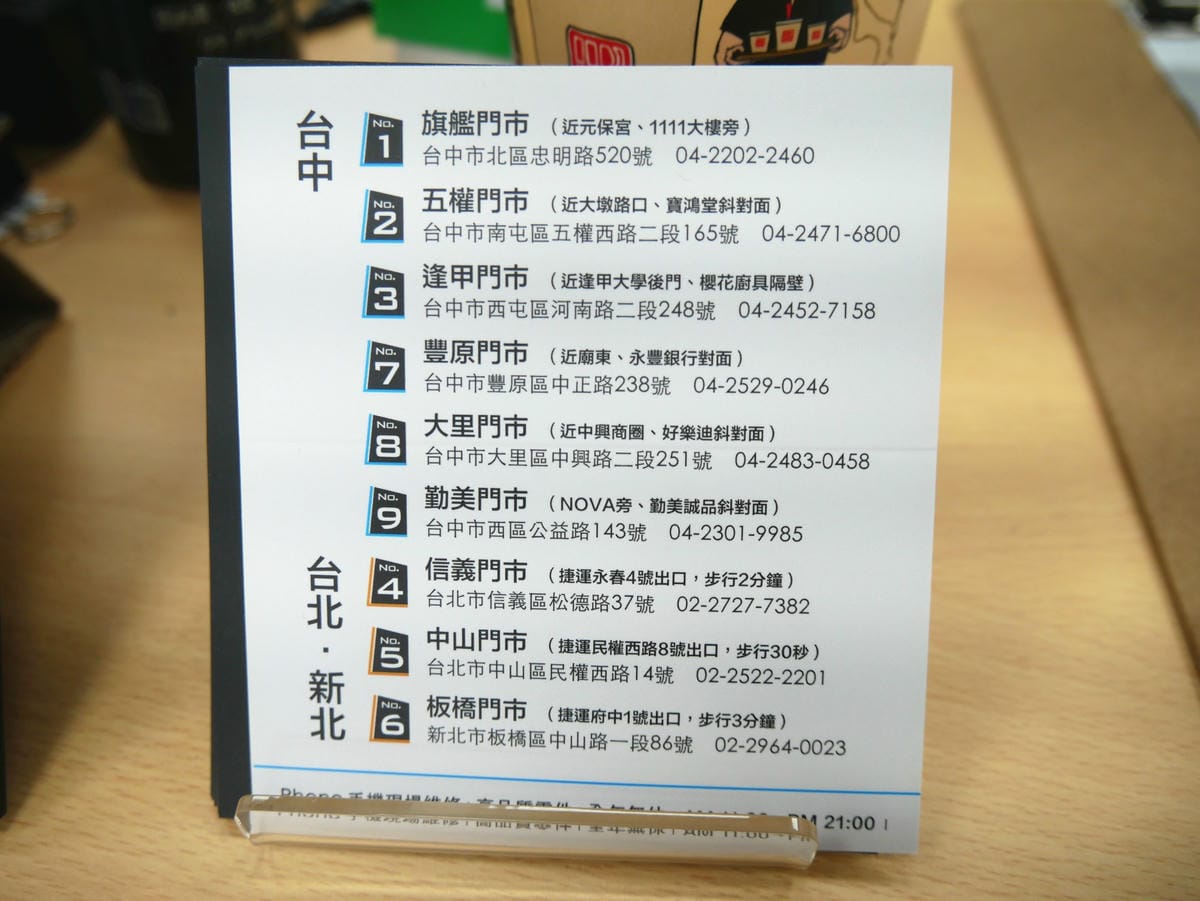 台中
No. 1 旗艦門市 （近元保宮、1111大樓旁）
台中市北區忠明路520號 04-2202-2460
No. 2 五權門市 （近大墩路口、寶鴻堂斜對面）
台中市南屯區五權西路二段165號 04-2471-6800
No. 3 逢甲門市 （近逢甲大學後門、櫻花廚具隔壁）
台中市西屯區河南路二段248號 04-2452-7158
No. 7 豐原門市 （近廟東、永豐銀行對面）
台中市豐原區中正路238號 04-2529-0246
No. 8 大里門市 （近中興商圈、好樂迪斜對面）
台中市大里區中興路二段251號 04-2483-0458
No. 9 勤美門市 （NOVA旁、勤美誠品斜對面）
台中市西區公益路143號 04-2301-9985
台北．新北
No. 4 信義門市 （捷運永春4號出口，步行2分鐘）
台北市信義區松德路37號 02-2727-7382
No. 5 中山門市 （捷運民權西路8號出口，步行30秒）
台北市中山區民權西路14號 02-2522-2201
No. 6 板橋門市 （捷運府中1號出口，步行3分鐘）
新北市板橋區中山路一段86號 02-2964-0023
Phone 手機現場維修 PM 21:00 |